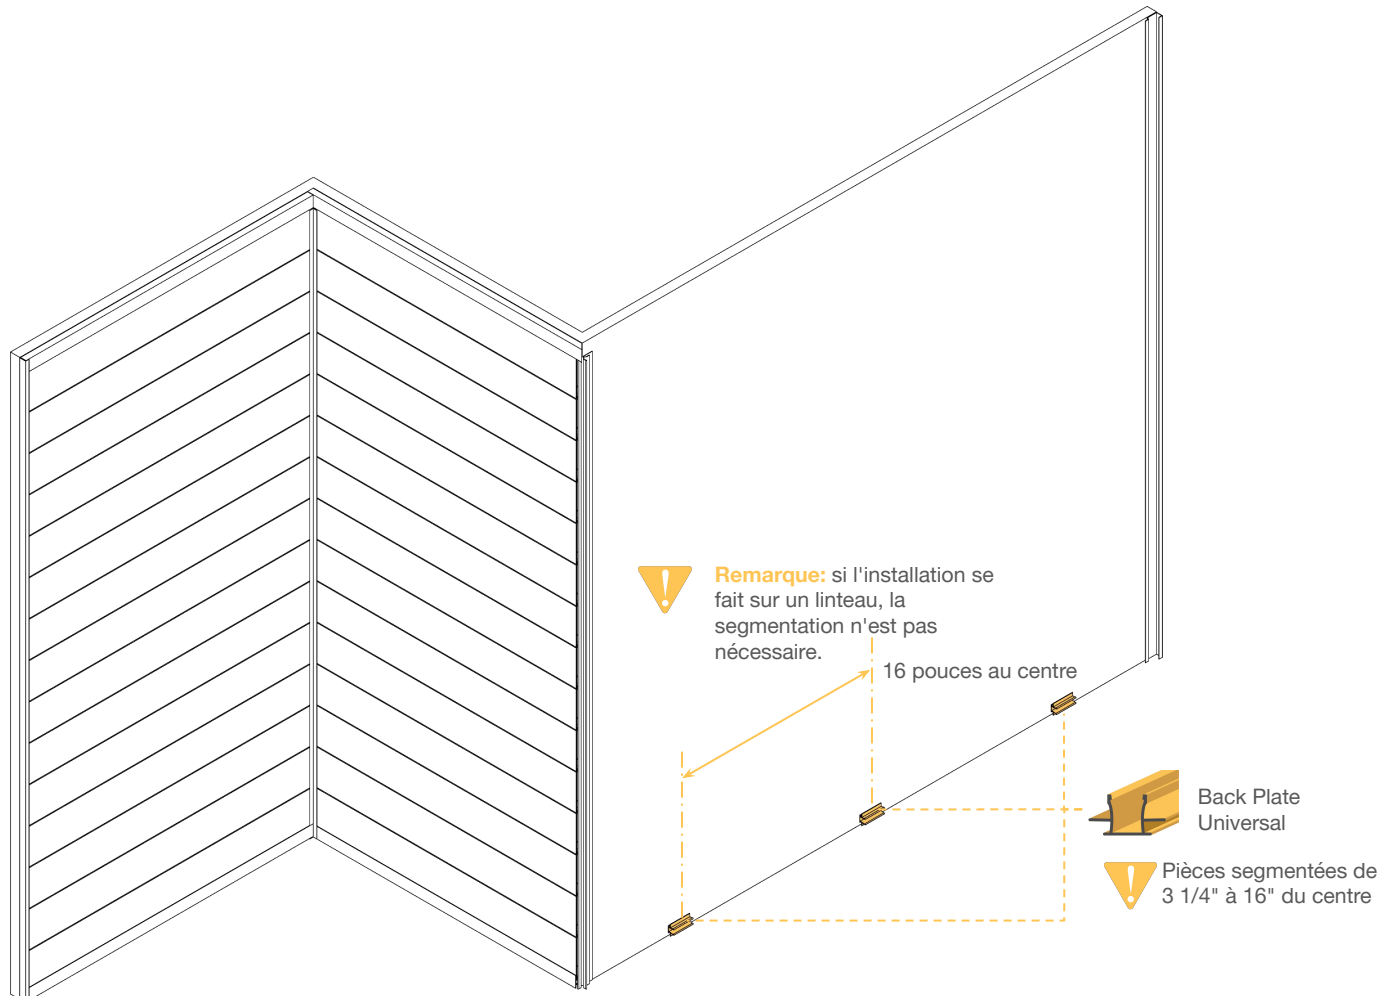 Remarque: si l'installation se
fait sur un linteau, la
segmentation n'est pas
nécessaire.
16 pouces au centre
Back Plate
Universal
Pièces segmentées de
3 1/4" à 16" du centre